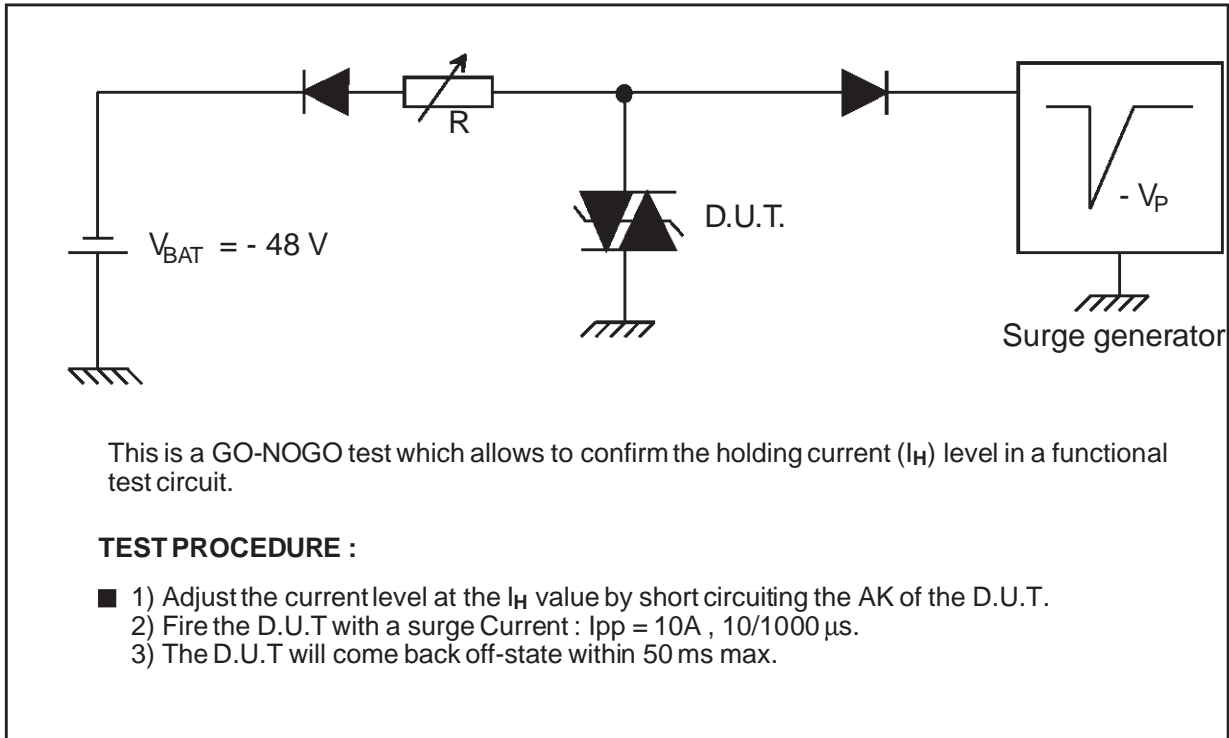 R
- V_P
D.U.T.
V_BAT = - 48 V
Surge generator
This is a GO-NOGO test which allows to confirm the holding current (I_H) level in a functional
test circuit.
TEST PROCEDURE :
■ 1) Adjust the current level at the I_H value by short circuiting the AK of the D.U.T.
2) Fire the D.U.T with a surge Current : Ipp = 10A , 10/1000 µs.
3) The D.U.T will come back off-state within 50 ms max.